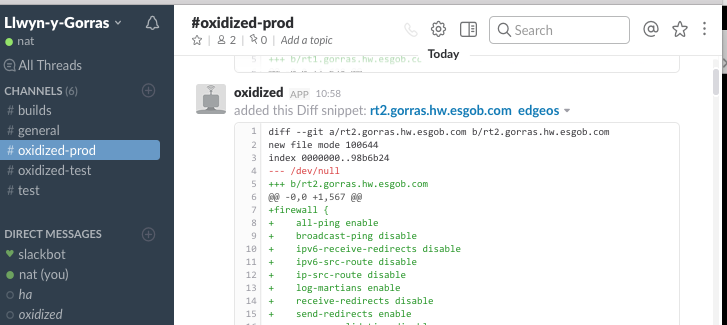 Llwyn-y-Gorras
nat
All Threads
CHANNELS (6)
# builds
# general
# oxidized-prod
# oxidized-test
# test
DIRECT MESSAGES
slackbot
nat (you)
ha
oxidized
#oxidized-prod
2 0 Add a topic
Search
Today
5 +++ b/rt2.gorras.hw.esgob.com
oxidized APP 10:58
added this Diff snippet: rt2.gorras.hw.esgob.com edgeos
1 diff --git a/rt2.gorras.hw.esgob.com b/rt2.gorras.hw.esgob.com
2 new file mode 100644
3 index 0000000..98b6b24
4 --- /dev/null
5 +++ b/rt2.gorras.hw.esgob.com
6 @@ -0,0 +1,567 @@
7 +firewall {
8 + all-ping enable
9 + broadcast-ping disable
10 + ipv6-receive-redirects disable
11 + ipv6-src-route disable
12 + ip-src-route disable
13 + log-martians enable
14 + receive-redirects disable
15 + send-redirects enable